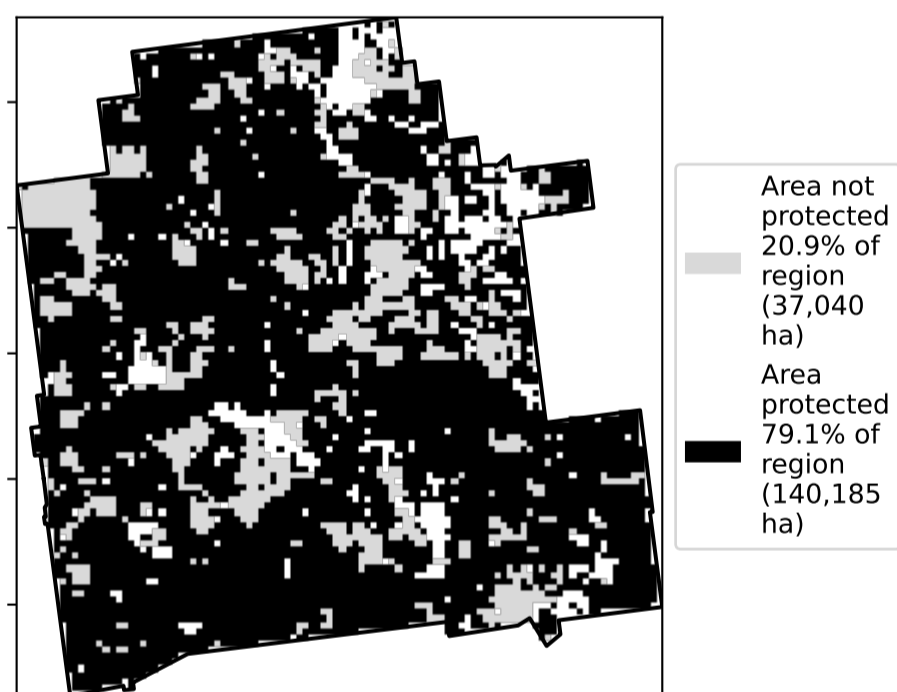 Area not
protected
20.9% of
region
(37,040
ha)
Area
protected
79.1% of
region
(140,185
ha)